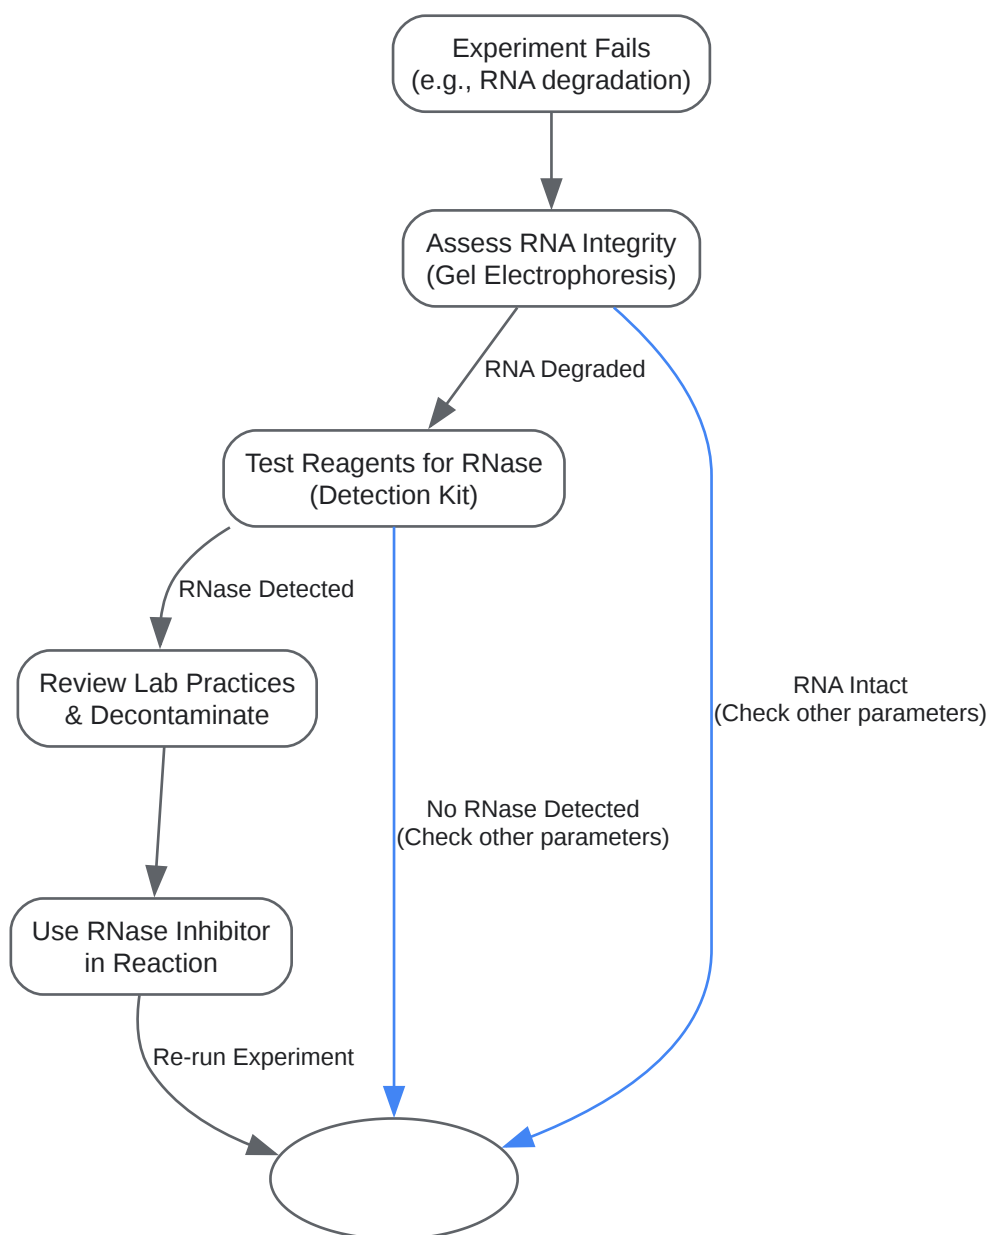 Experiment Fails
(e.g., RNA degradation)
Assess RNA Integrity
(Gel Electrophoresis)
RNA Degraded
Test Reagents for RNase
(Detection Kit)
RNase Detected
Review Lab Practices
& Decontaminate
RNA Intact
(Check other parameters)
No RNase Detected
(Check other parameters)
Use RNase Inhibitor
in Reaction
Re-run Experiment